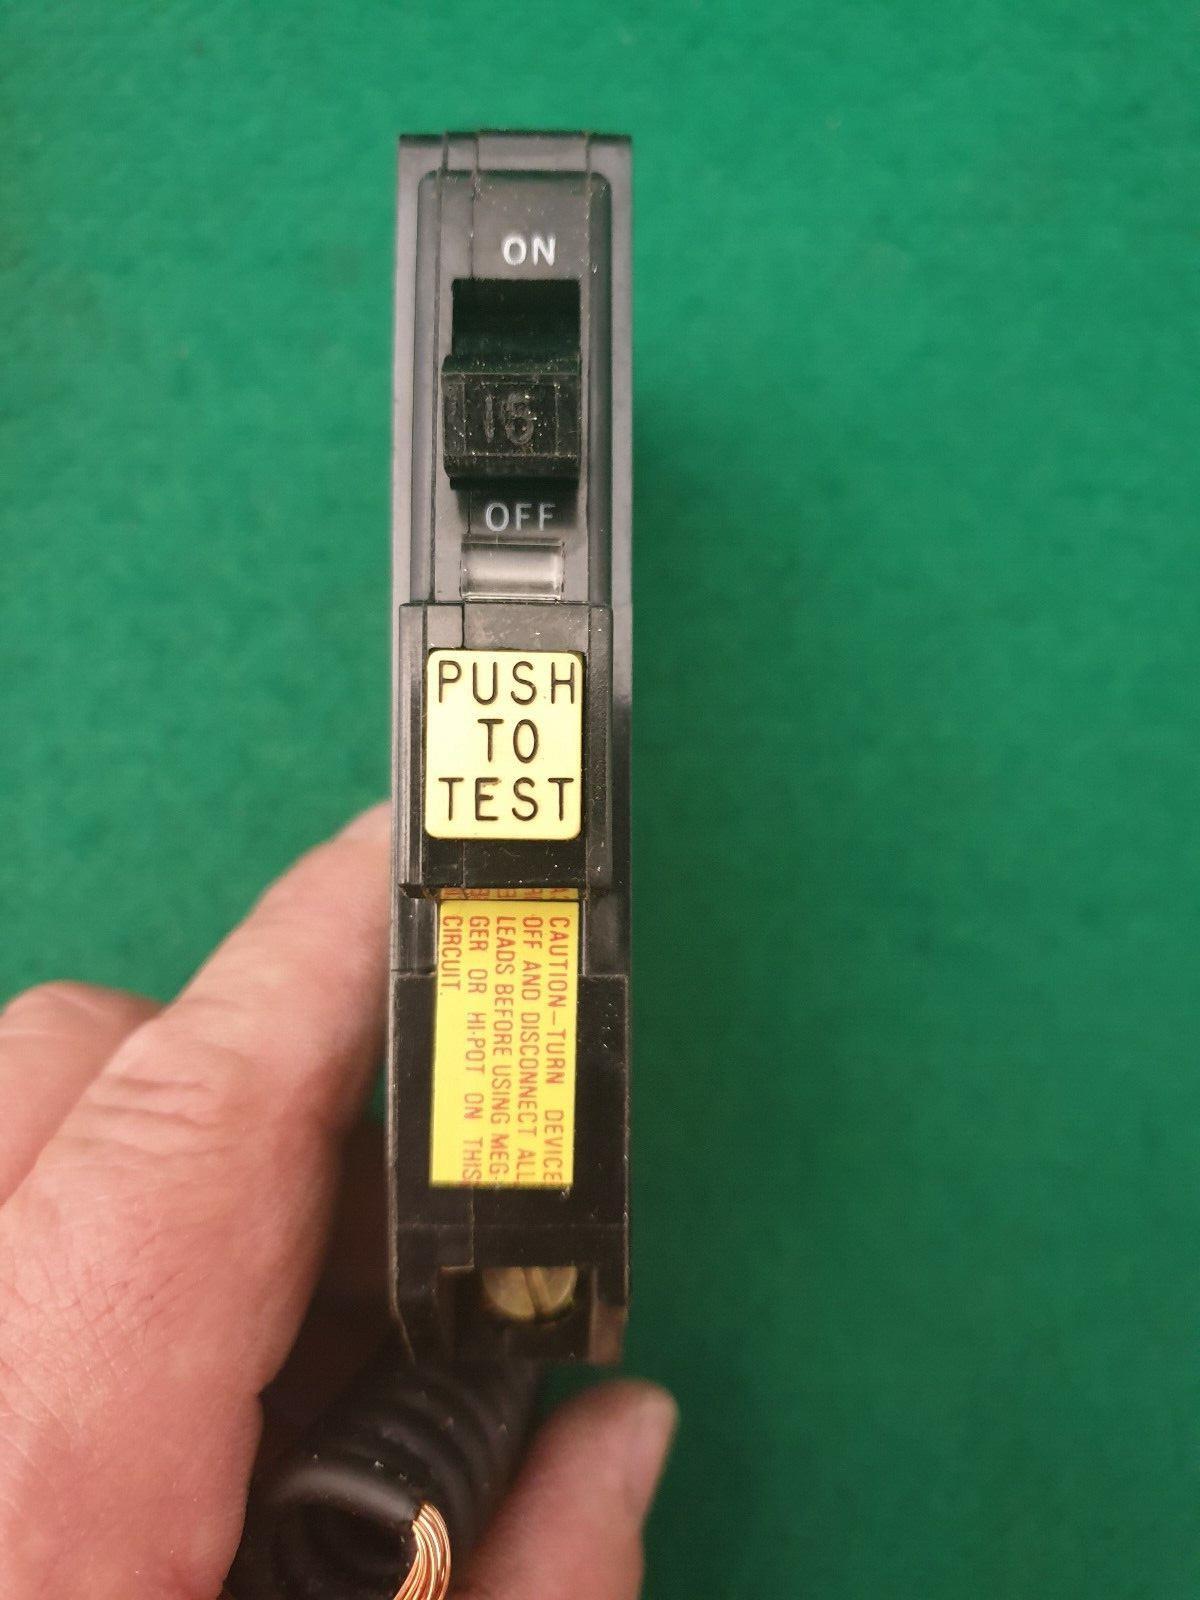 ON
15
OFF
PUSH
TO
TEST
CAUTION-TURN DEVICE
OFF AND DISCONNECT ALL
LEADS BEFORE USING MEG-
GER OR HI-POT ON THIS
CIRCUIT.